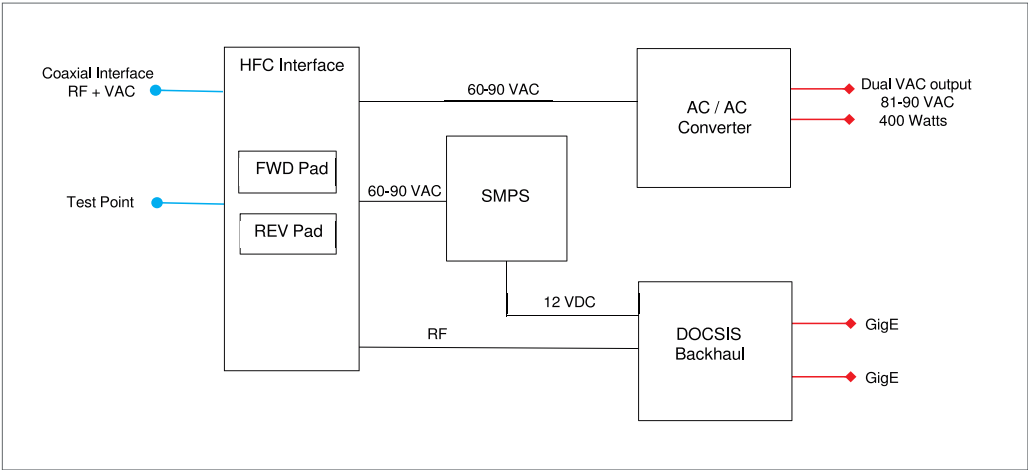 Coaxial Interface
RF + VAC
Test Point
HFC Interface
FWD Pad
REV Pad
60-90 VAC
60-90 VAC
SMPS
12 VDC
RF
AC / AC
Converter
Dual VAC output
81-90 VAC
400 Watts
DOCSIS
Backhaul
GigE
GigE